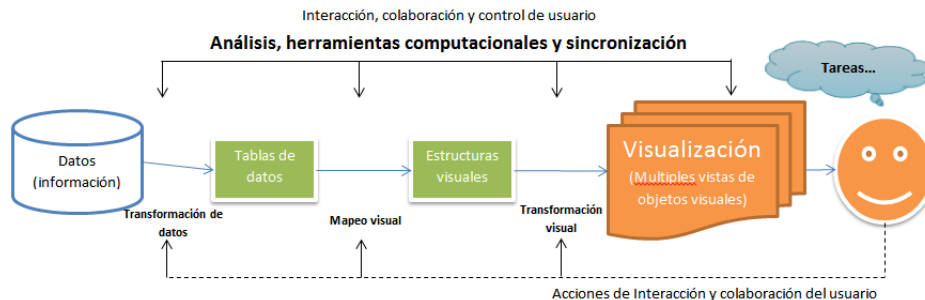 Interacción, colaboración y control de usuario
Análisis, herramientas computacionales y sincronización
Tareas...
Datos
(información)
Tablas de
datos
Estructuras
visuales
Visualización
(Multiples vistas de
objetos visuales)
Transformación de
datos
Mapeo visual
Transformación
visual
Acciones de Interacción y colaboración del usuario